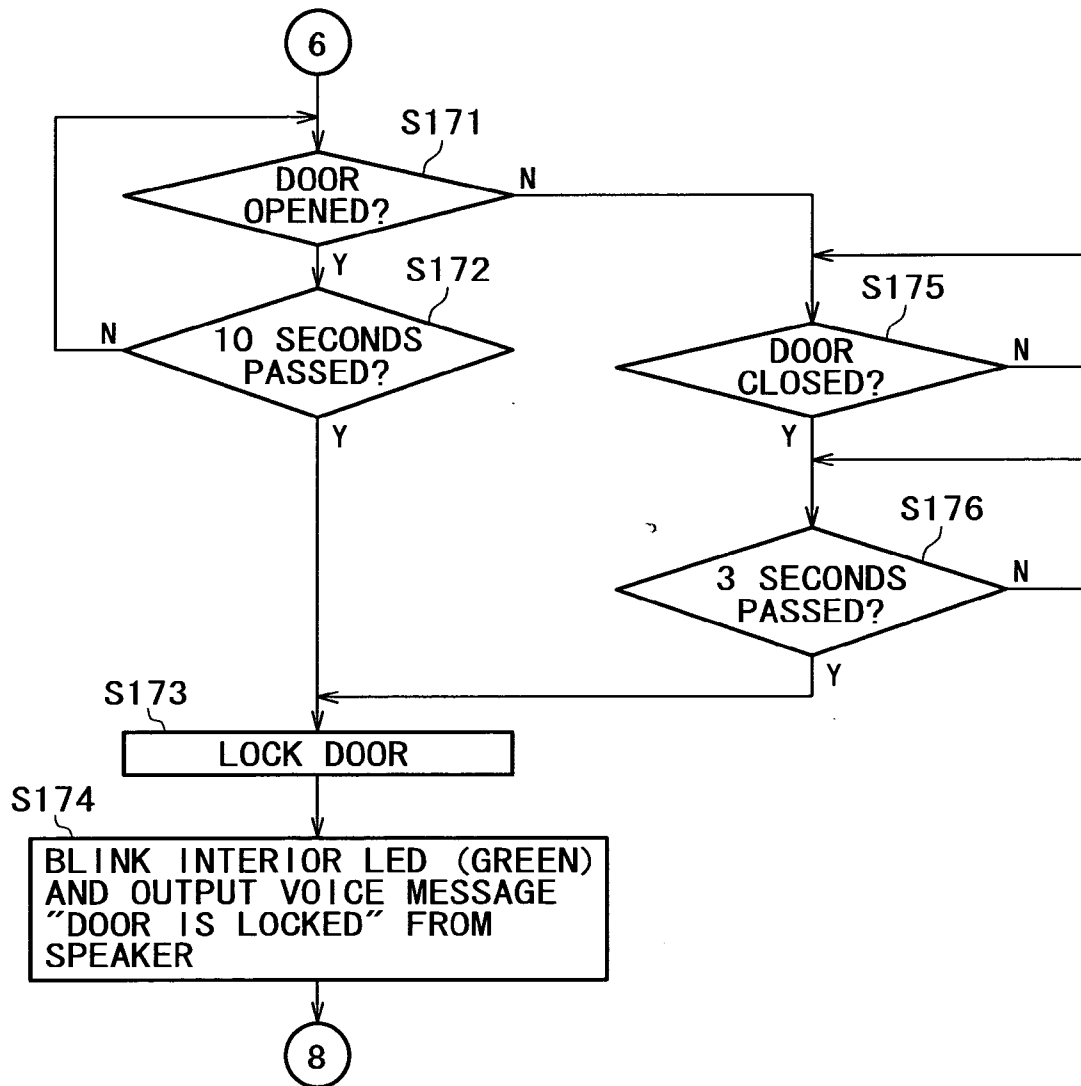 6
S171
DOOR
OPENED?
N
Y
S172
10 SECONDS
PASSED?
N
Y
S175
DOOR
CLOSED?
N
Y
S176
3 SECONDS
PASSED?
N
Y
S173
LOCK DOOR
S174
BLINK INTERIOR LED (GREEN)
AND OUTPUT VOICE MESSAGE
"DOOR IS LOCKED" FROM
SPEAKER
8